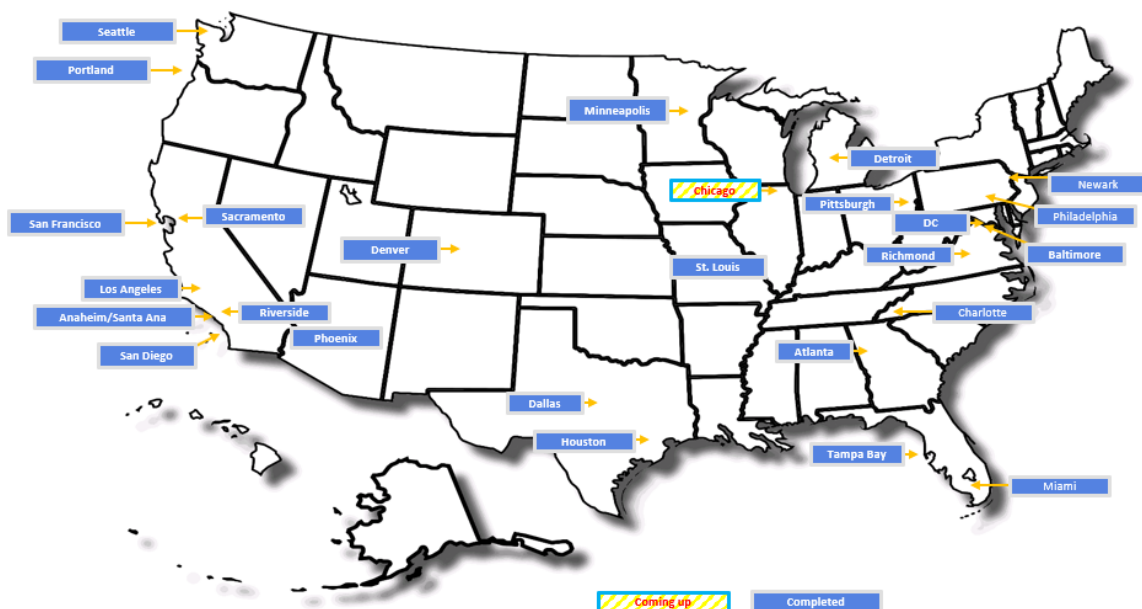 Seattle
Portland
Minneapolis
Detroit
Chicago
Newark
Pittsburgh
Philadelphia
San Francisco
Sacramento
DC
Denver
Richmond
Baltimore
St. Louis
Los Angeles
Riverside
Anaheim/Santa Ana
Charlotte
Phoenix
San Diego
Atlanta
Dallas
Houston
Tampa Bay
Miami
Coming up
Completed